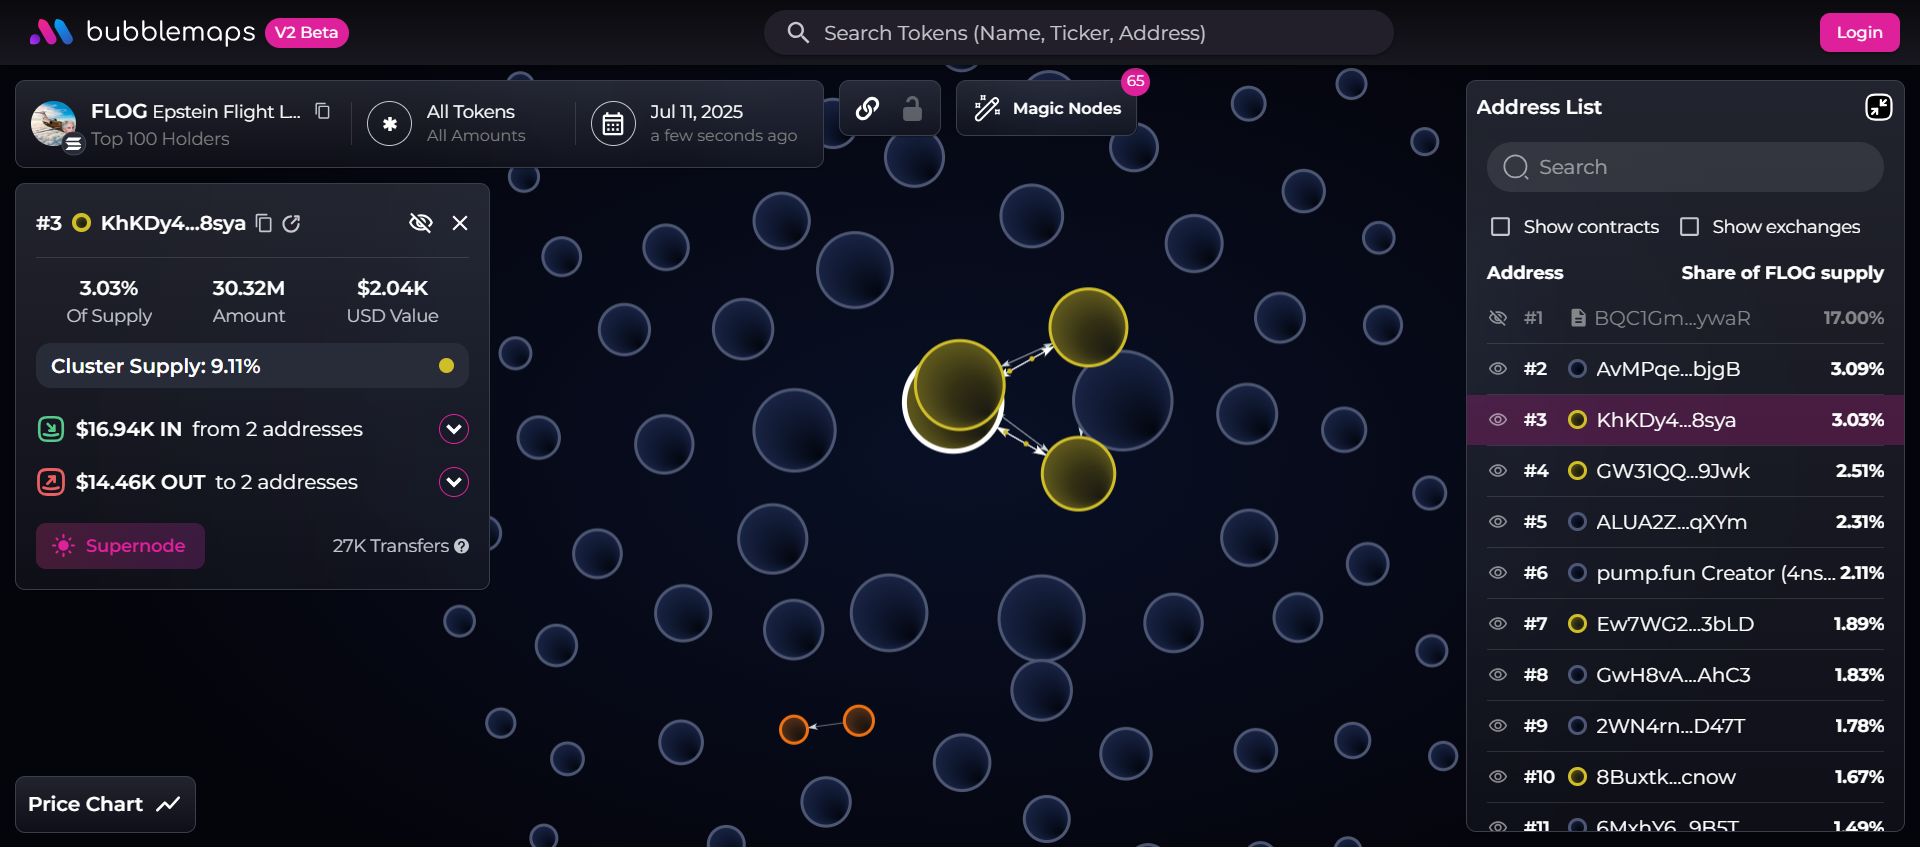 bubblemaps V2 Beta
Search Tokens (Name, Ticker, Address)
Login
FLOG Epstein Flight L...
Top 100 Holders
All Tokens
All Amounts
Jul 11, 2025
a few seconds ago
Magic Nodes
65
#3 KhKDy4...8sya
3.03% 30.32M $2.04K
Of Supply Amount USD Value
Cluster Supply: 9.11%
$16.94K IN from 2 addresses
$14.46K OUT to 2 addresses
Supernode 27K Transfers ?
Price Chart
Address List
Search
Show contracts Show exchanges
Address Share of FLOG supply
#1 BQC1Gm...ywaR 17.00%
#2 AvMPqe...bjgB 3.09%
#3 KhKDy4...8sya 3.03%
#4 GW31QQ...9Jwk 2.51%
#5 ALUA2Z...qXYm 2.31%
#6 pump.fun Creator (4ns... 2.11%
#7 Ew7WG2...3bLD 1.89%
#8 GwH8vA...AhC3 1.83%
#9 2WN4rn...D47T 1.78%
#10 8Buxtk...cnow 1.67%
#11 6MxhY6...9B5T 1.49%